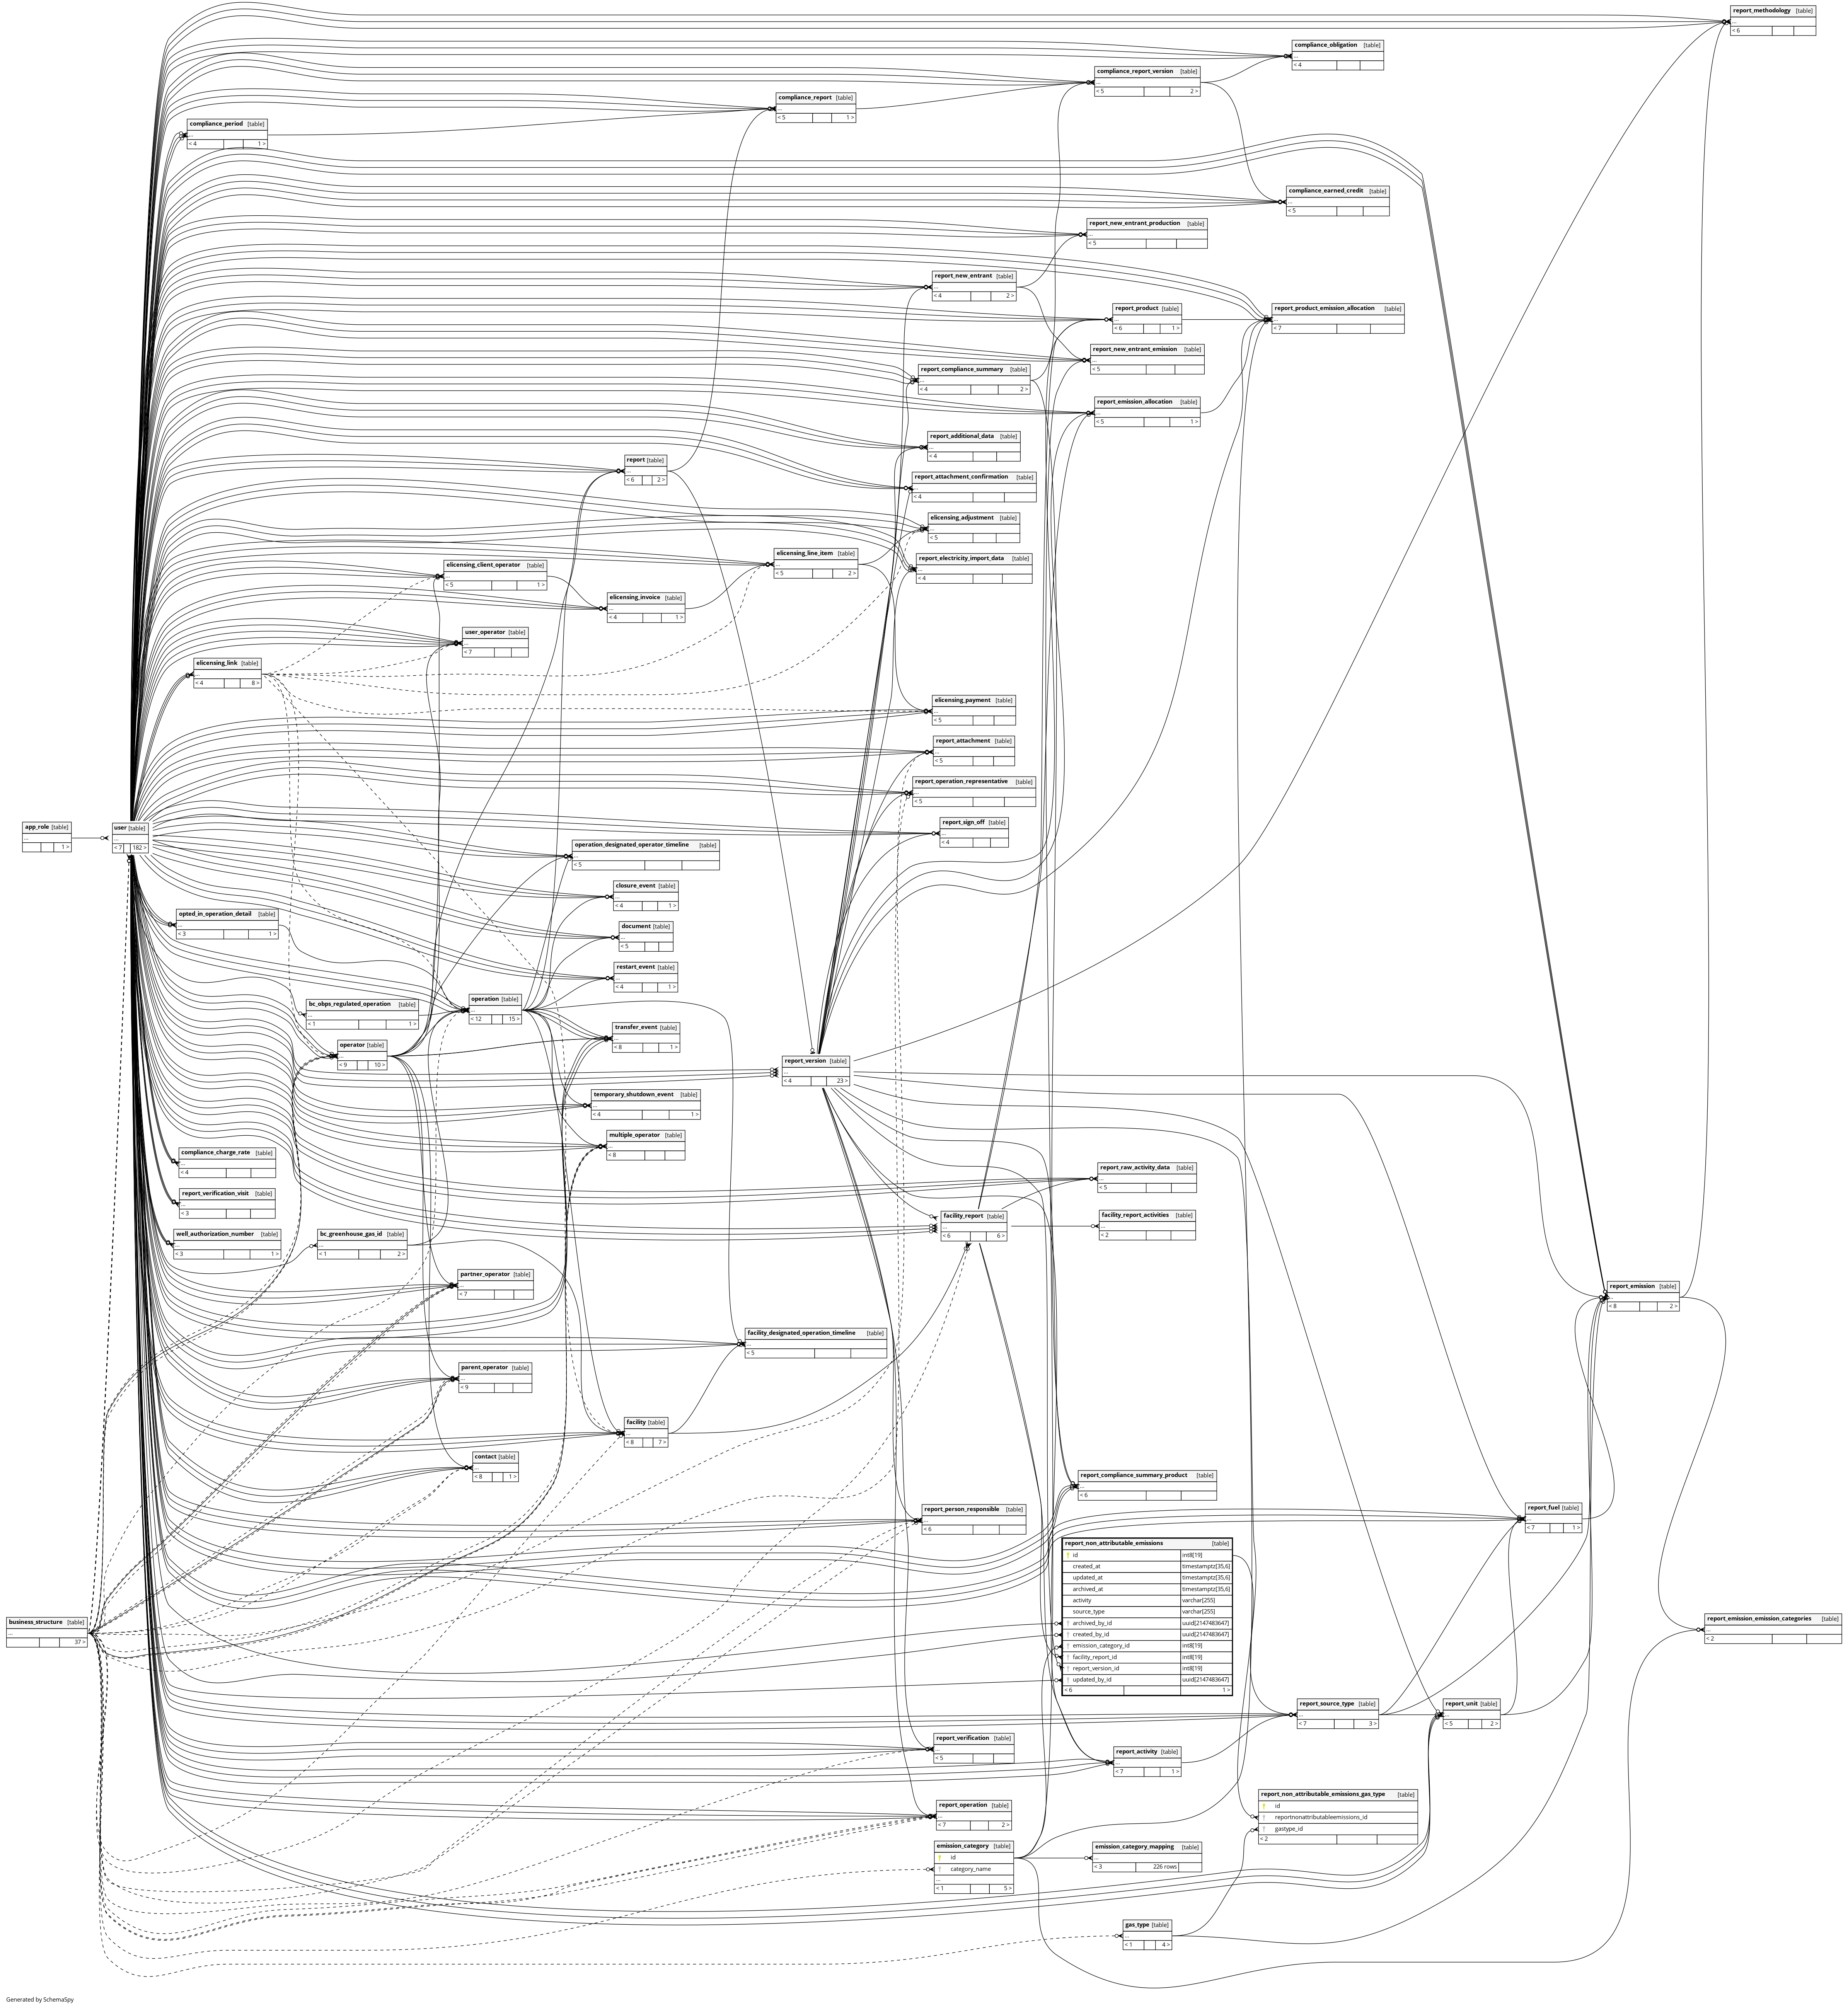 report_methodology [table]
...
< 6
compliance_obligation [table]
...
< 4
compliance_report_version [table]
...
< 5 2 >
compliance_report [table]
...
< 5 1 >
compliance_period [table]
...
< 4 1 >
compliance_earned_credit [table]
...
< 5
report_new_entrant_production [table]
...
< 5
report_new_entrant [table]
...
< 4 2 >
report_product [table]
...
< 6 1 >
report_product_emission_allocation [table]
...
< 7
report_new_entrant_emission [table]
...
< 5
report_compliance_summary [table]
...
< 4 2 >
report_emission_allocation [table]
...
< 5 1 >
report_additional_data [table]
...
< 4
report [table]
...
< 6 2 >
report_attachment_confirmation [table]
...
< 4
elicensing_adjustment [table]
...
< 5
elicensing_line_item [table]
...
< 5 2 >
report_electricity_import_data [table]
...
< 4
elicensing_client_operator [table]
...
< 5 1 >
elicensing_invoice [table]
...
< 4 1 >
user_operator [table]
...
< 7
elicensing_link [table]
...
< 4 8 >
elicensing_payment [table]
...
< 5
report_attachment [table]
...
< 5
report_operation_representative [table]
...
< 5
report_sign_off [table]
...
< 4
app_role [table]
...
1 >
user [table]
...
< 7 182 >
operation_designated_operator_timeline [table]
...
< 5
closure_event [table]
...
< 4 1 >
opted_in_operation_detail [table]
...
< 3 1 >
document [table]
...
< 5
restart_event [table]
...
< 4 1 >
bc_obps_regulated_operation [table]
...
< 1 1 >
operation [table]
...
< 12 15 >
transfer_event [table]
...
< 8 1 >
operator [table]
...
< 9 10 >
report_version [table]
...
< 4 23 >
temporary_shutdown_event [table]
...
< 4 1 >
multiple_operator [table]
...
< 8
compliance_charge_rate [table]
...
< 4
report_raw_activity_data [table]
...
< 5
report_verification_visit [table]
...
< 3
facility_report [table]
...
< 6 6 >
facility_report_activities [table]
...
< 2
well_authorization_number [table]
...
< 3 1 >
bc_greenhouse_gas_id [table]
...
< 1 2 >
partner_operator [table]
...
< 7
report_emission [table]
...
< 8 2 >
facility_designated_operation_timeline [table]
...
< 5
parent_operator [table]
...
< 9
facility [table]
...
< 8 7 >
contact [table]
...
< 8 1 >
report_compliance_summary_product [table]
...
< 6
report_person_responsible [table]
...
< 6
report_fuel [table]
...
< 7 1 >
report_non_attributable_emissions [table]
id int8[19]
created_at timestamptz[35,6]
updated_at timestamptz[35,6]
archived_at timestamptz[35,6]
activity varchar[255]
source_type varchar[255]
archived_by_id uuid[2147483647]
created_by_id uuid[2147483647]
emission_category_id int8[19]
facility_report_id int8[19]
report_version_id int8[19]
updated_by_id uuid[2147483647]
< 6 1 >
business_structure [table]
...
37 >
report_emission_emission_categories [table]
...
< 2
report_source_type [table]
...
< 7 3 >
report_unit [table]
...
< 5 2 >
report_verification [table]
...
< 5
report_activity [table]
...
< 7 1 >
report_non_attributable_emissions_gas_type [table]
id
reportnonattributableemissions_id
gastype_id
< 2
report_operation [table]
...
< 7 2 >
emission_category [table]
id
category_name
...
< 1 5 >
emission_category_mapping [table]
...
< 3 226 rows
gas_type [table]
...
< 1 4 >
Generated by SchemaSpy